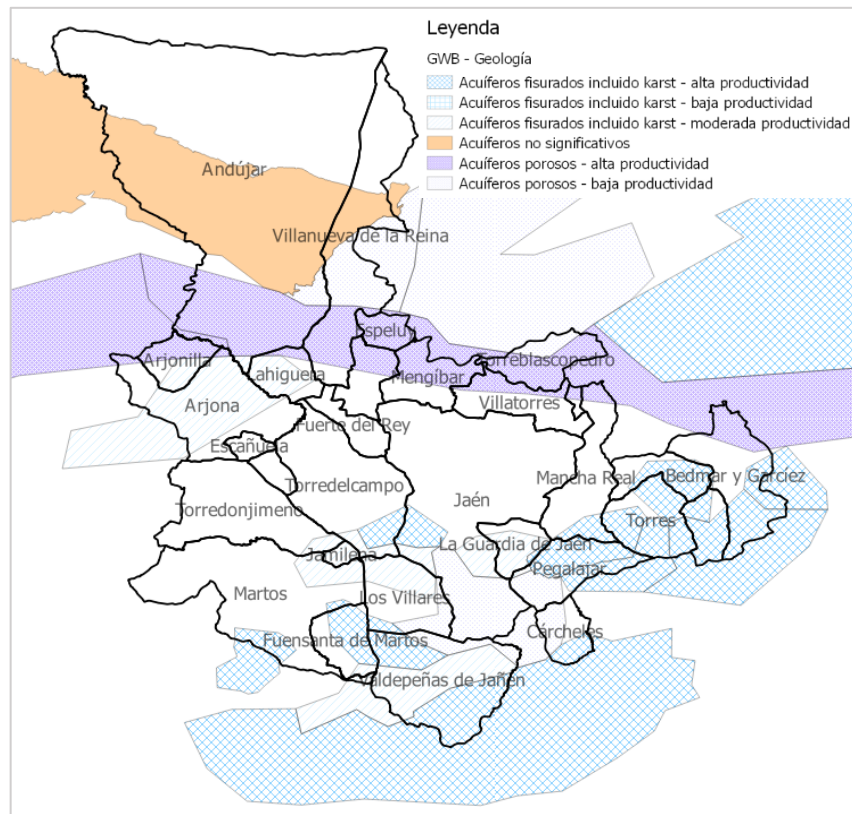 Leyenda
GWB - Geología
Acuíferos fisurados incluido karst - alta productividad
Acuíferos fisurados incluido karst - baja productividad
Acuíferos fisurados incluido karst - moderada productividad
Acuíferos no significativos
Acuíferos porosos - alta productividad
Acuíferos porosos - baja productividad
Andújar
Villanueva de la Reina
Espeluy
Arjonilla
Torreblascopedro
Lahiguera
Mengíbar
Arjona
Villatorres
Fuerte del Rey
Escañuela
Torredelcampo
Jaén
Mancha Real
Bedmar y Garcíez
Torredonjimeno
Torres
La Guardia de Jaén
Jamilena
Pegalajar
Martos
Los Villares
Cárcheles
Fuensanta de Martos
Valdepeñas de Jañén